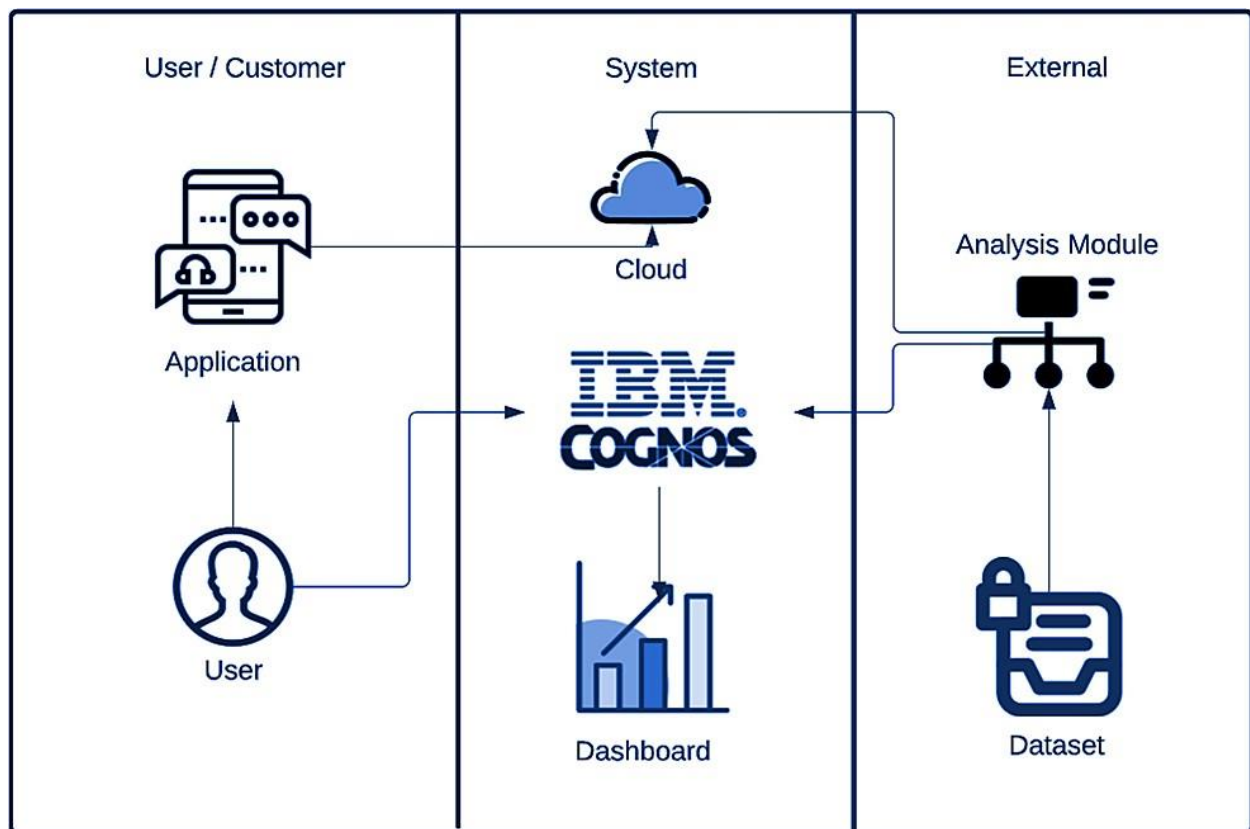 User / Customer
System
External
Cloud
Analysis Module
Application
IBM.
COGNOS
User
Dashboard
Dataset